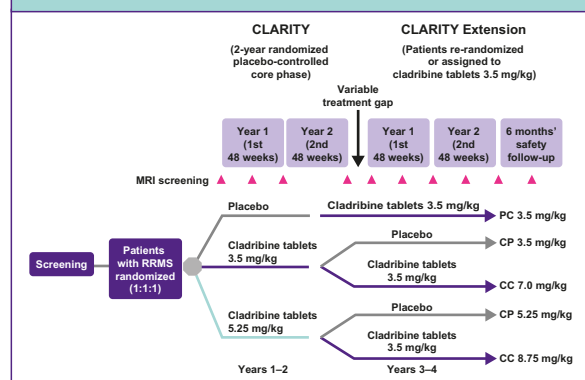 CLARITY
(2-year randomized
placebo-controlled
core phase)
CLARITY Extension
(Patients re-randomized
or assigned to
cladribine tablets 3.5 mg/kg)
Variable
treatment gap
Year 1
(1st
48 weeks)
Year 2
(2nd
48 weeks)
Year 1
(1st
48 weeks)
Year 2
(2nd
48 weeks)
6 months'
safety
follow-up
MRI screening
Screening
Patients
with RRMS
randomized
(1:1:1)
Placebo
Cladribine tablets 3.5 mg/kg
PC 3.5 mg/kg
Cladribine tablets
3.5 mg/kg
Placebo
CP 3.5 mg/kg
Cladribine tablets
3.5 mg/kg
CC 7.0 mg/kg
Cladribine tablets
5.25 mg/kg
Placebo
CP 5.25 mg/kg
Cladribine tablets
3.5 mg/kg
CC 8.75 mg/kg
Years 1–2
Years 3–4